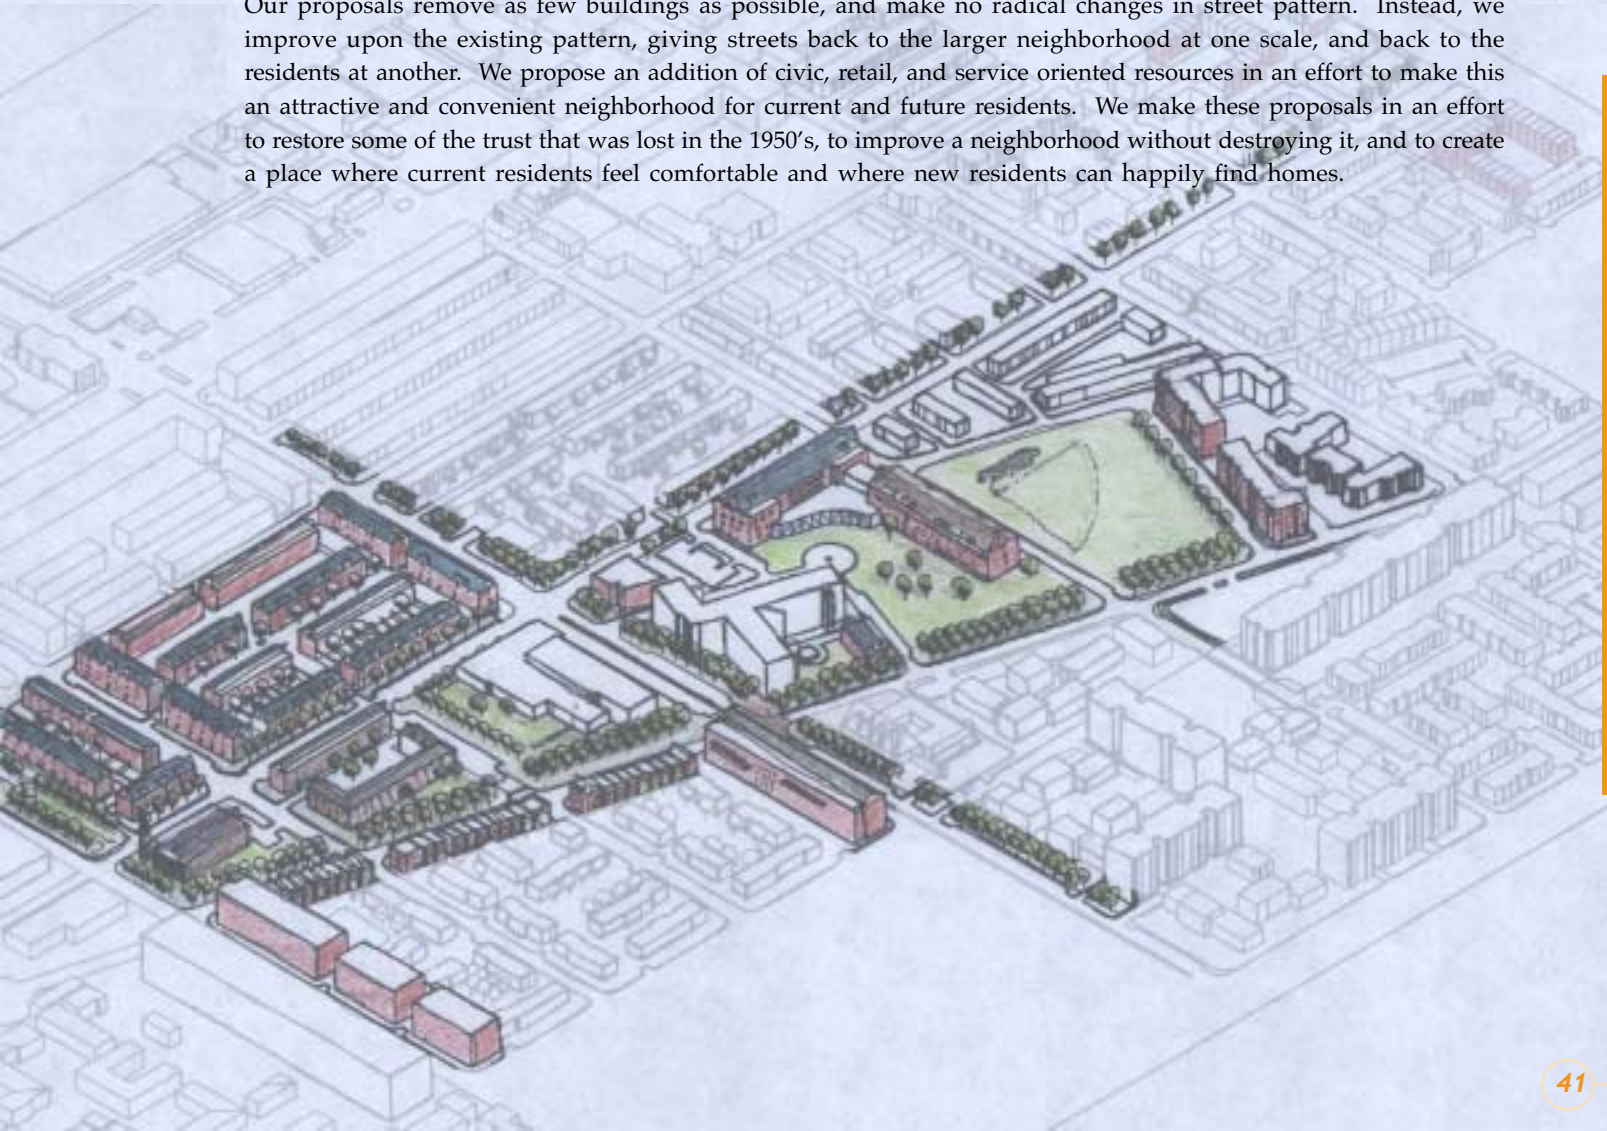 Our proposals remove as few buildings as possible, and make no radical changes in street pattern. Instead, we
improve upon the existing pattern, giving streets back to the larger neighborhood at one scale, and back to the
residents at another. We propose an addition of civic, retail, and service oriented resources in an effort to make this
an attractive and convenient neighborhood for current and future residents. We make these proposals in an effort
to restore some of the trust that was lost in the 1950's, to improve a neighborhood without destroying it, and to create
a place where current residents feel comfortable and where new residents can happily find homes.
41